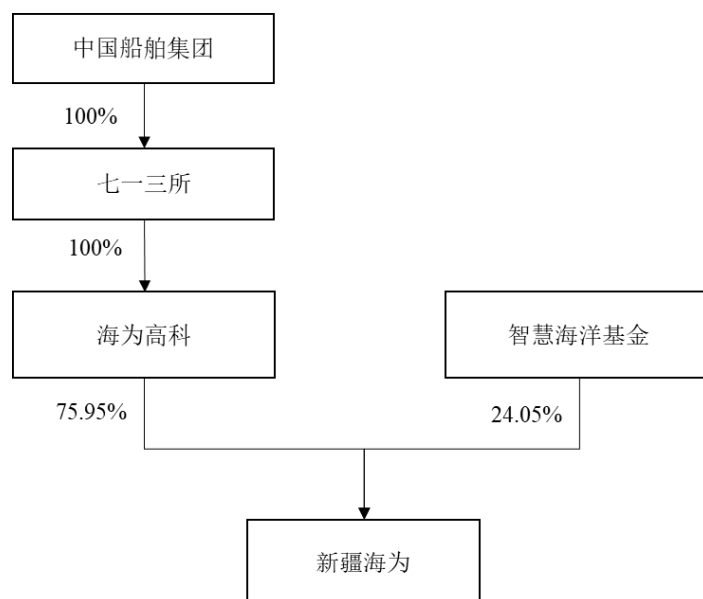 中国船舶集团
100%
七一三所
100%
海为高科
智慧海洋基金
75.95%
24.05%
新疆海为